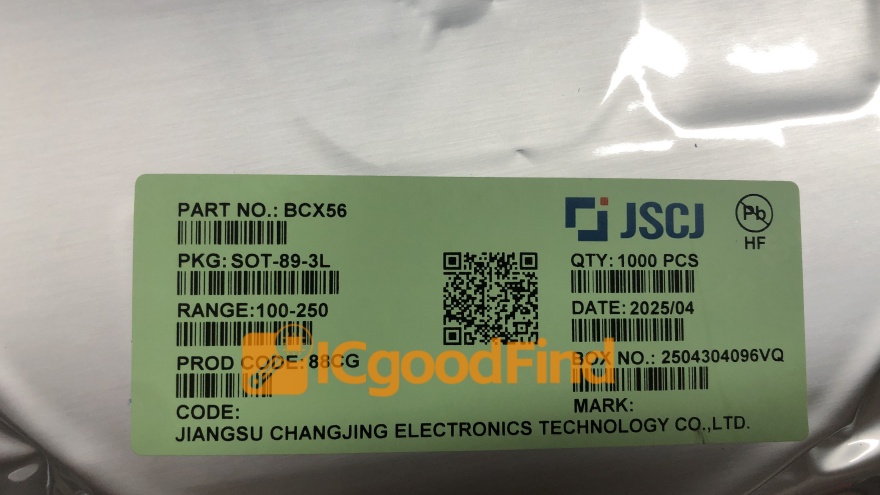 PART NO.: BCX56
JSCJ
Pb
HF
PKG: SOT-89-3L
QTY: 1000 PCS
RANGE:100-250
DATE: 2025/04
PROD CODE: 88CG
BOX NO.: 2504304096VQ
ICgoodFind
CODE:
MARK:
JIANGSU CHANGJING ELECTRONICS TECHNOLOGY CO.,LTD.